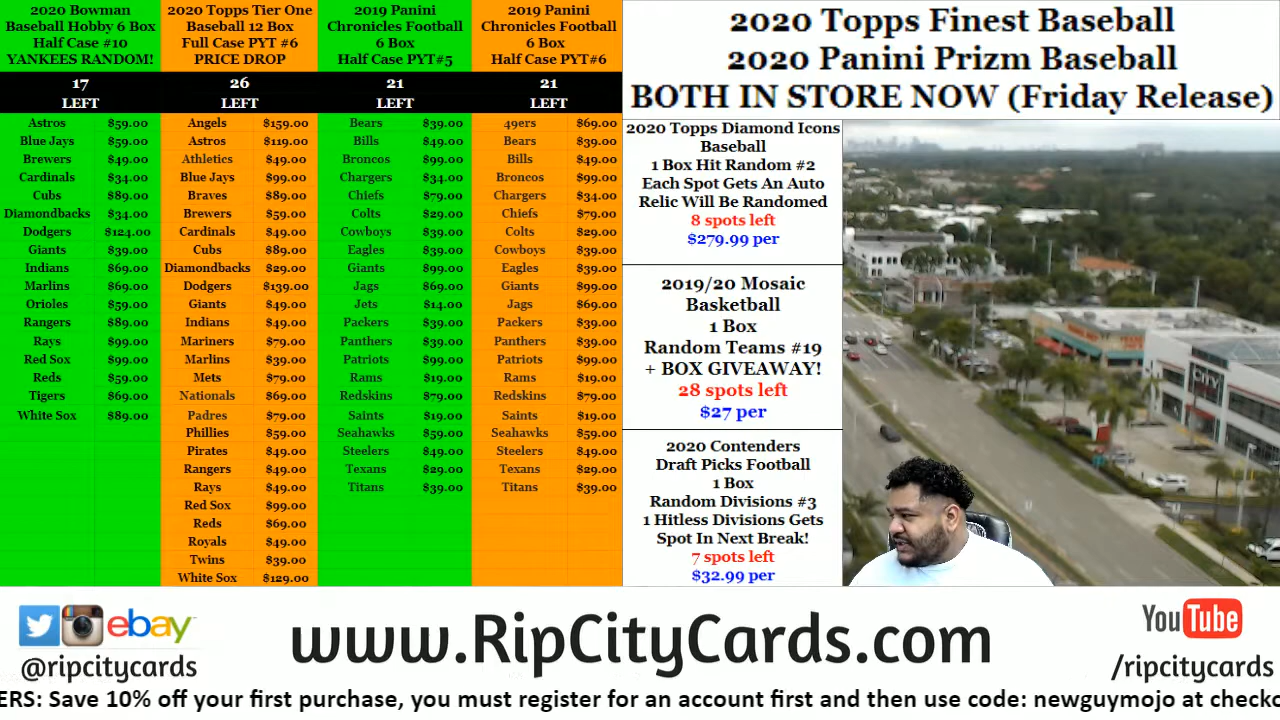 2020 Bowman
Baseball Hobby 6 Box
Half Case #10
YANKEES RANDOM!
17
LEFT
Astros $59.00
Blue Jays $59.00
Brewers $49.00
Cardinals $34.00
Cubs $89.00
Diamondbacks $34.00
Dodgers $124.00
Giants $39.00
Indians $69.00
Marlins $69.00
Orioles $59.00
Rangers $89.00
Rays $99.00
Red Sox $99.00
Reds $59.00
Tigers $69.00
White Sox $89.00
2020 Topps Tier One
Baseball 12 Box
Full Case PYT #6
PRICE DROP
26
LEFT
Angels $159.00
Astros $119.00
Athletics $49.00
Blue Jays $99.00
Braves $89.00
Brewers $59.00
Cardinals $49.00
Cubs $89.00
Diamondbacks $29.00
Dodgers $139.00
Giants $49.00
Indians $49.00
Mariners $79.00
Marlins $39.00
Mets $79.00
Nationals $69.00
Padres $79.00
Phillies $59.00
Pirates $49.00
Rangers $49.00
Rays $49.00
Red Sox $99.00
Reds $69.00
Royals $49.00
Twins $39.00
White Sox $129.00
2019 Panini
Chronicles Football
6 Box
Half Case PYT#5
21
LEFT
Bears $39.00
Bills $49.00
Broncos $99.00
Chargers $34.00
Chiefs $79.00
Colts $29.00
Cowboys $39.00
Eagles $39.00
Giants $99.00
Jags $69.00
Jets $14.00
Packers $39.00
Panthers $39.00
Patriots $99.00
Rams $19.00
Redskins $79.00
Saints $19.00
Seahawks $59.00
Steelers $49.00
Texans $29.00
Titans $39.00
2019 Panini
Chronicles Football
6 Box
Half Case PYT#6
21
LEFT
49ers $69.00
Bears $39.00
Bills $49.00
Broncos $99.00
Chargers $34.00
Chiefs $79.00
Colts $29.00
Cowboys $39.00
Eagles $39.00
Giants $99.00
Jags $69.00
Packers $39.00
Panthers $39.00
Patriots $99.00
Rams $19.00
Redskins $79.00
Saints $19.00
Seahawks $59.00
Steelers $49.00
Texans $29.00
Titans $39.00
2020 Topps Finest Baseball
2020 Panini Prizm Baseball
BOTH IN STORE NOW (Friday Release)
2020 Topps Diamond Icons
Baseball
1 Box Hit Random #2
Each Spot Gets An Auto
Relic Will Be Randomed
8 spots left
$279.99 per
2019/20 Mosaic
Basketball
1 Box
Random Teams #19
+ BOX GIVEAWAY!
28 spots left
$27 per
2020 Contenders
Draft Picks Football
1 Box
Random Divisions #3
1 Hitless Divisions Gets
Spot In Next Break!
7 spots left
$32.99 per
CITY
ebay
@ripcitycards
www.RipCityCards.com
YouTube
/ripcitycards
ERS: Save 10% off your first purchase, you must register for an account first and then use code: newguymojo at checko